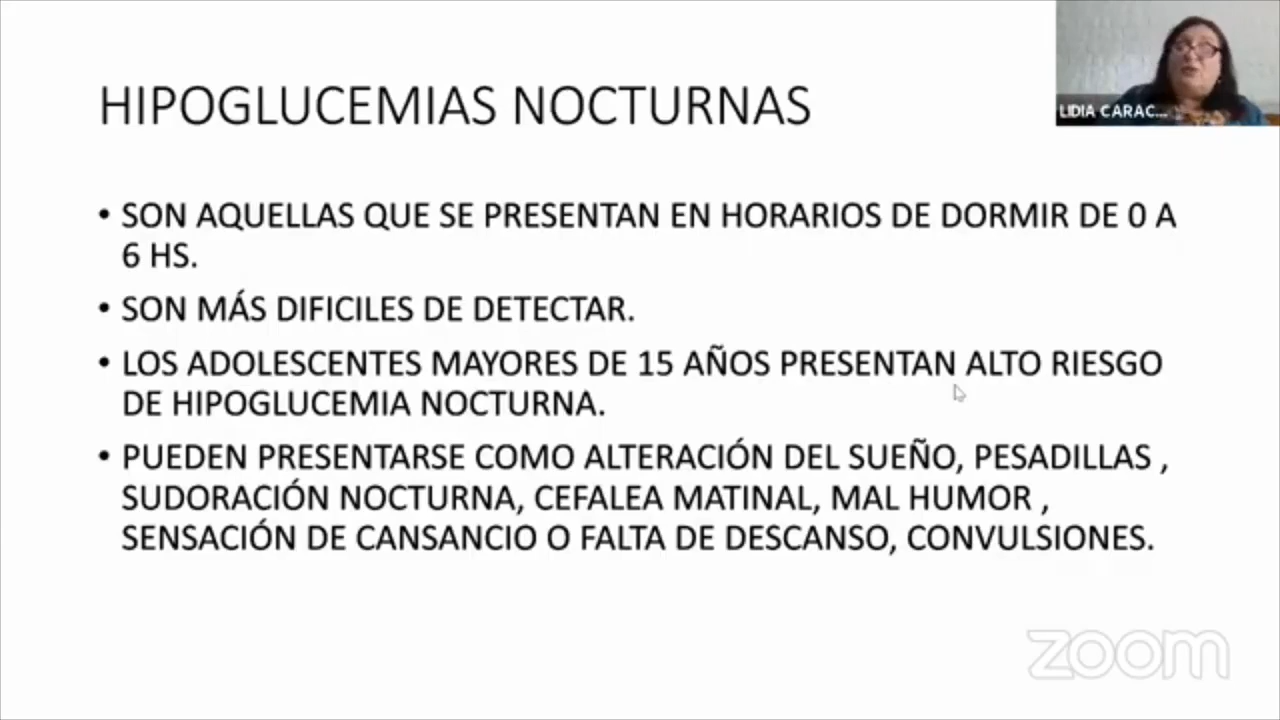 HIPOGLUCEMIAS NOCTURNAS
LIDIA CARAC...
• SON AQUELLAS QUE SE PRESENTAN EN HORARIOS DE DORMIR DE 0 A
6 HS.
• SON MÁS DIFICILES DE DETECTAR.
• LOS ADOLESCENTES MAYORES DE 15 AÑOS PRESENTAN ALTO RIESGO
DE HIPOGLUCEMIA NOCTURNA.
• PUEDEN PRESENTARSE COMO ALTERACIÓN DEL SUEÑO, PESADILLAS ,
SUDORACIÓN NOCTURNA, CEFALEA MATINAL, MAL HUMOR ,
SENSACIÓN DE CANSANCIO O FALTA DE DESCANSO, CONVULSIONES.
zoom